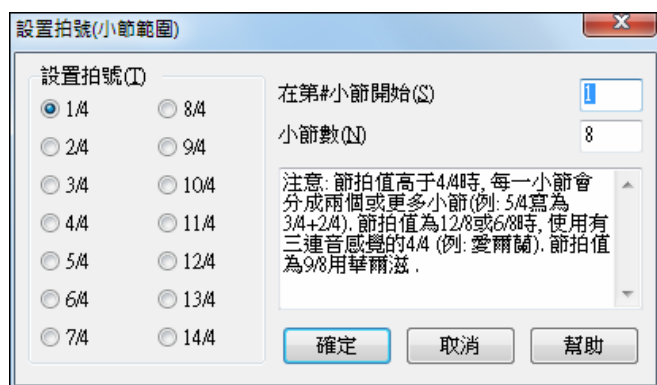 設置拍號(小節範圍)
設置拍號(T)
1/4
8/4
2/4
9/4
3/4
10/4
4/4
11/4
5/4
12/4
6/4
13/4
7/4
14/4
在第#小節開始(S)
1
小節數(N)
8
注意: 節拍值高于4/4時, 每一小節會
分成兩個或更多小節(例: 5/4寫為
3/4+2/4). 節拍值為12/8或6/8時, 使用有
三連音感覺的4/4 (例: 愛爾蘭). 節拍值
為9/8用華爾滋 .
確定
取消
幫助